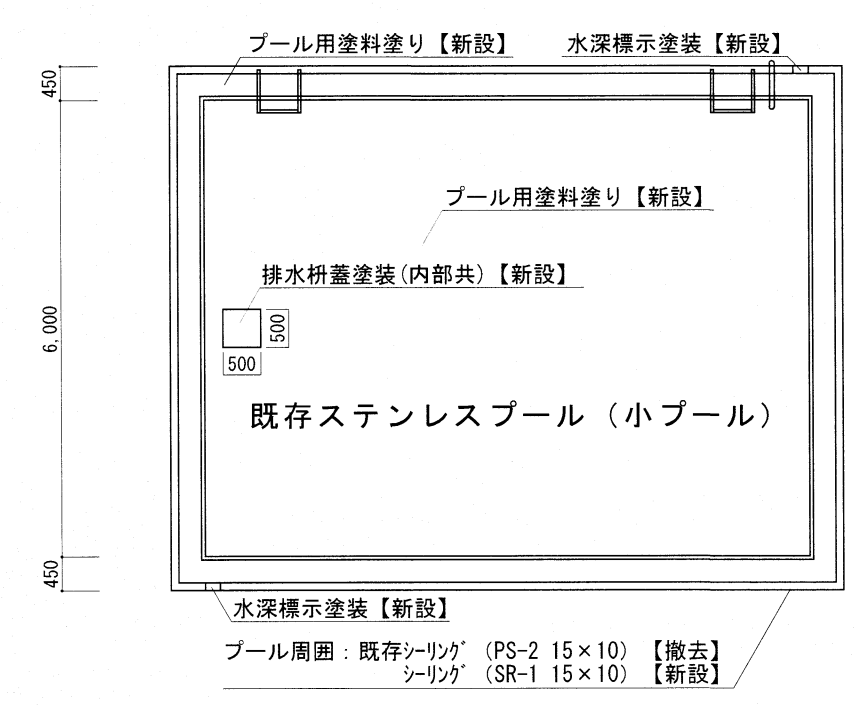 プール用塗料塗り【新設】
水深標示塗装【新設】
450
プール用塗料塗り【新設】
排水枡蓋塗装(内部共)【新設】
6,000
500
500
既存ステンレスプール（小プール）
450
水深標示塗装【新設】
プール周囲：既存ｼｰﾘﾝｸﾞ（PS-2 15×10）【撤去】
ｼｰﾘﾝｸﾞ（SR-1 15×10）【新設】